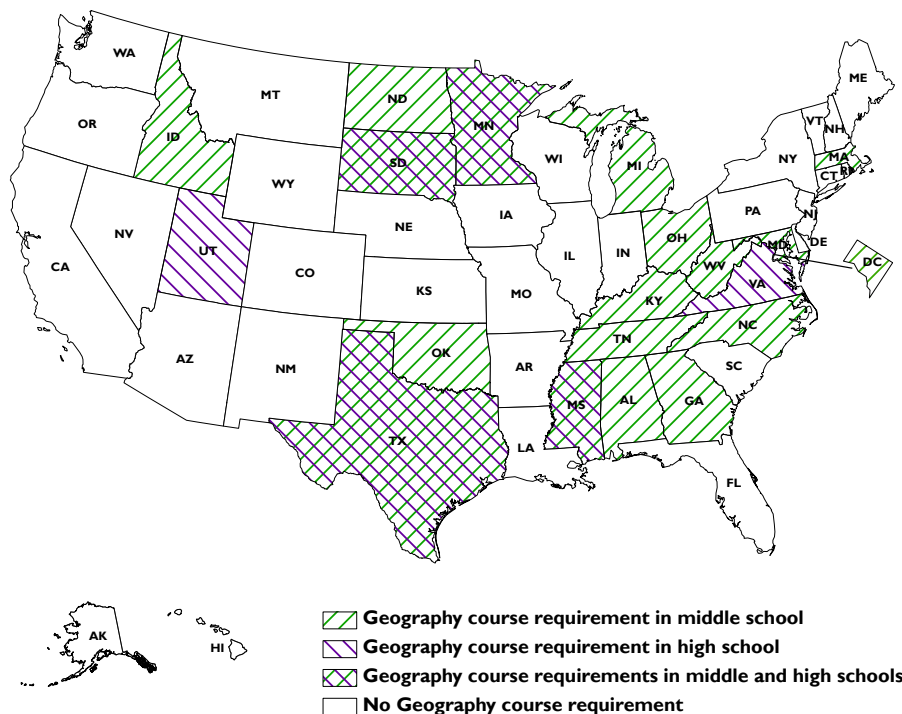 WA
ME
MT
ND
VT
OR
MN
NH
ID
MA
SD
WI
MI
NY
CT
RI
WY
PA
IA
NJ
NE
OH
NV
IN
MD
DE
UT
IL
WV
DC
CA
CO
VA
KS
MO
KY
NC
TN
OK
AZ
NM
AR
SC
MS
AL
GA
TX
LA
FL
AK
HI
Geography course requirement in middle school
Geography course requirement in high school
Geography course requirements in middle and high schools
No Geography course requirement